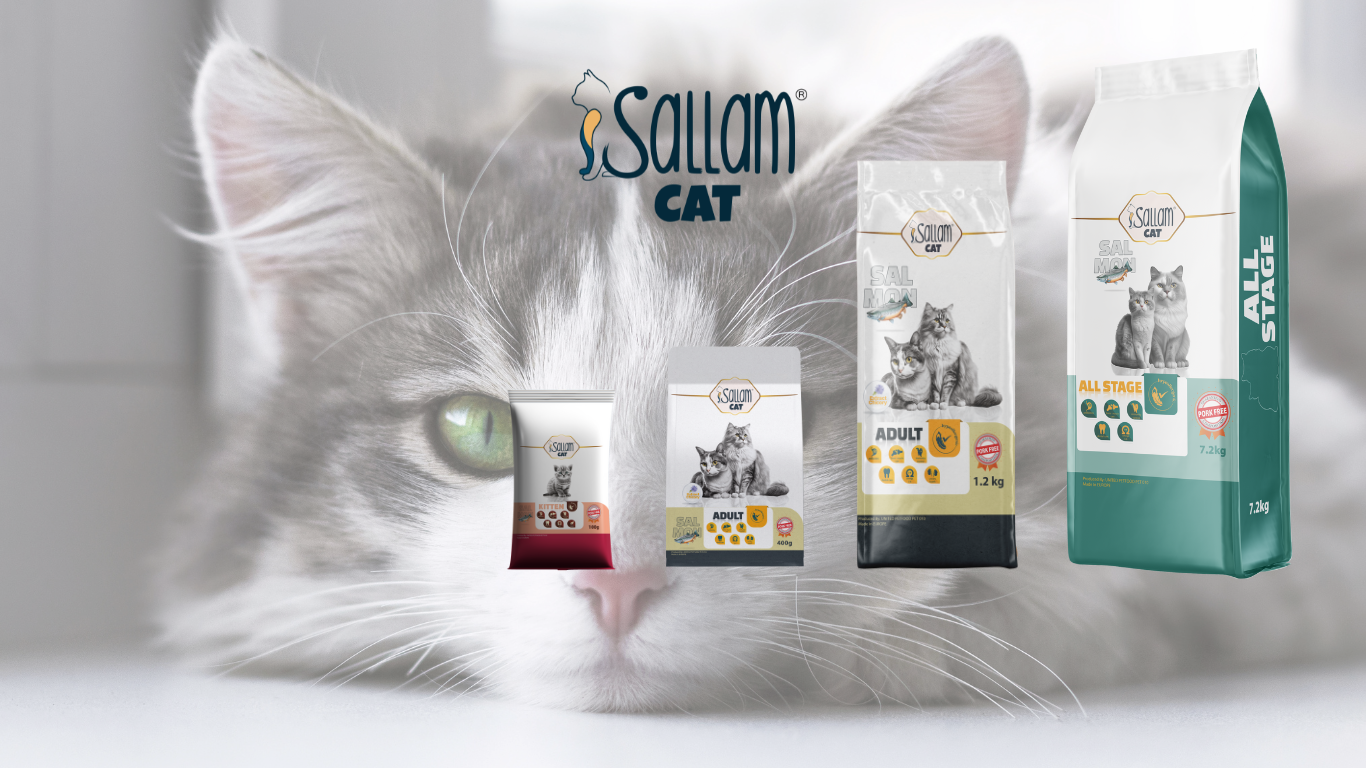 Sallam®
CAT
Sallam
CAT
KITTEN
100g
Sallam
CAT
SAL
MON
ADULT
400g
Sallam
CAT
SAL
MON
ADULT
PORK FREE
1.2 kg
Sallam
CAT
SAL
MON
ALL STAGE
PORK FREE
7.2kg
ALL
STAGE
7.2kg